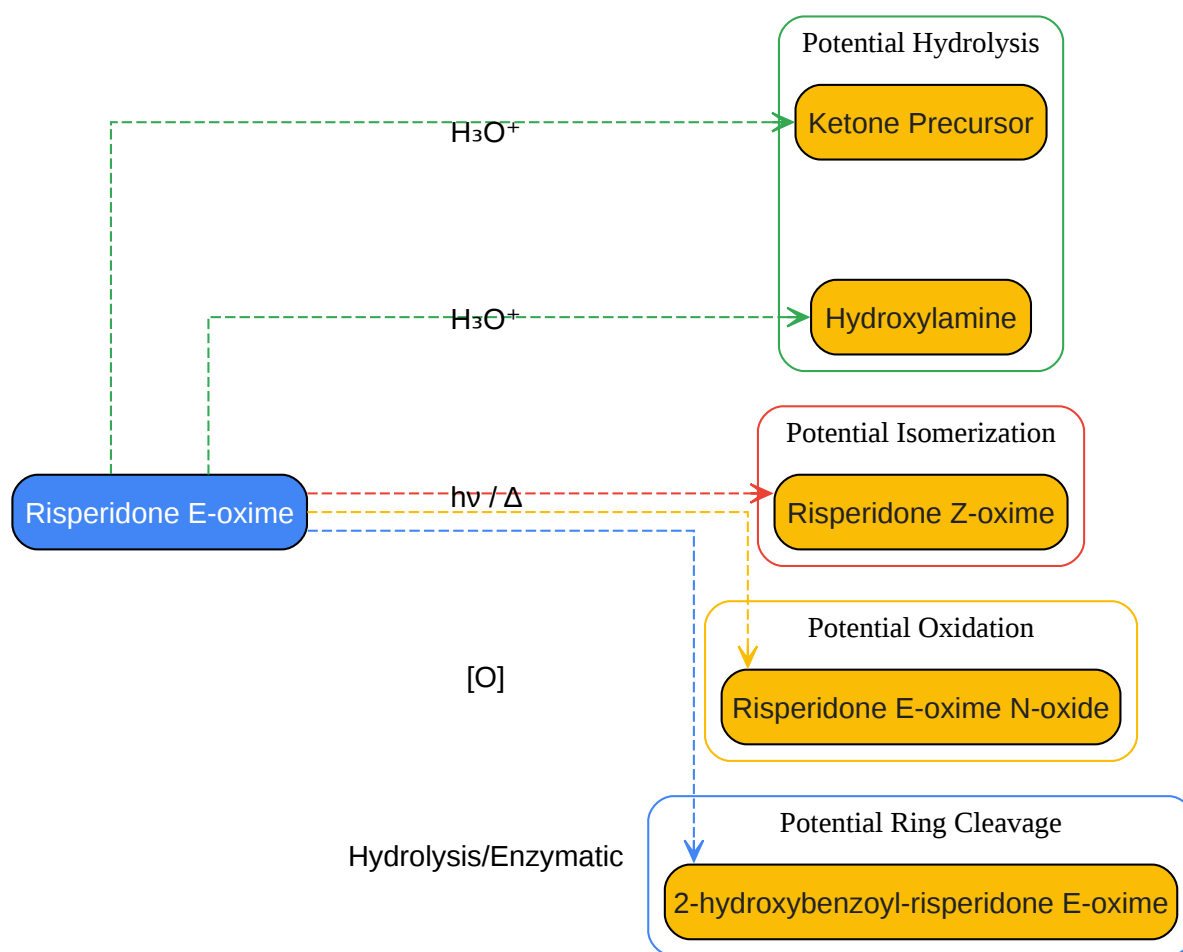 Potential Hydrolysis
Ketone Precursor
H₃O⁺
Hydroxylamine
H₃O⁺
Potential Isomerization
Risperidone E-oxime
hν / Δ
Risperidone Z-oxime
Potential Oxidation
[O]
Risperidone E-oxime N-oxide
Potential Ring Cleavage
Hydrolysis/Enzymatic
2-hydroxybenzoyl-risperidone E-oxime